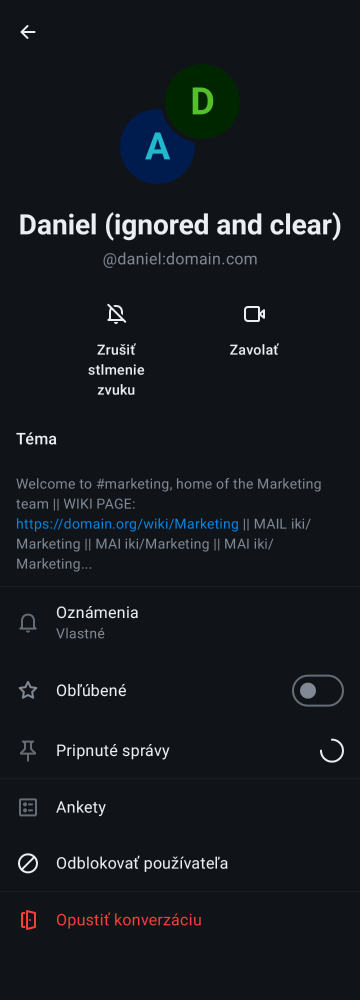 D
A
Daniel (ignored and clear)
@daniel:domain.com
Zrušiť
stlmenie
zvuku
Zavolať
Téma
Welcome to #marketing, home of the Marketing
team || WIKI PAGE:
https://domain.org/wiki/Marketing || MAIL iki/
Marketing || MAI iki/Marketing || MAI iki/
Marketing...
Oznámenia
Vlastné
Obľúbené
Pripnuté správy
Ankety
Odblokovať používateľa
Opustiť konverzáciu